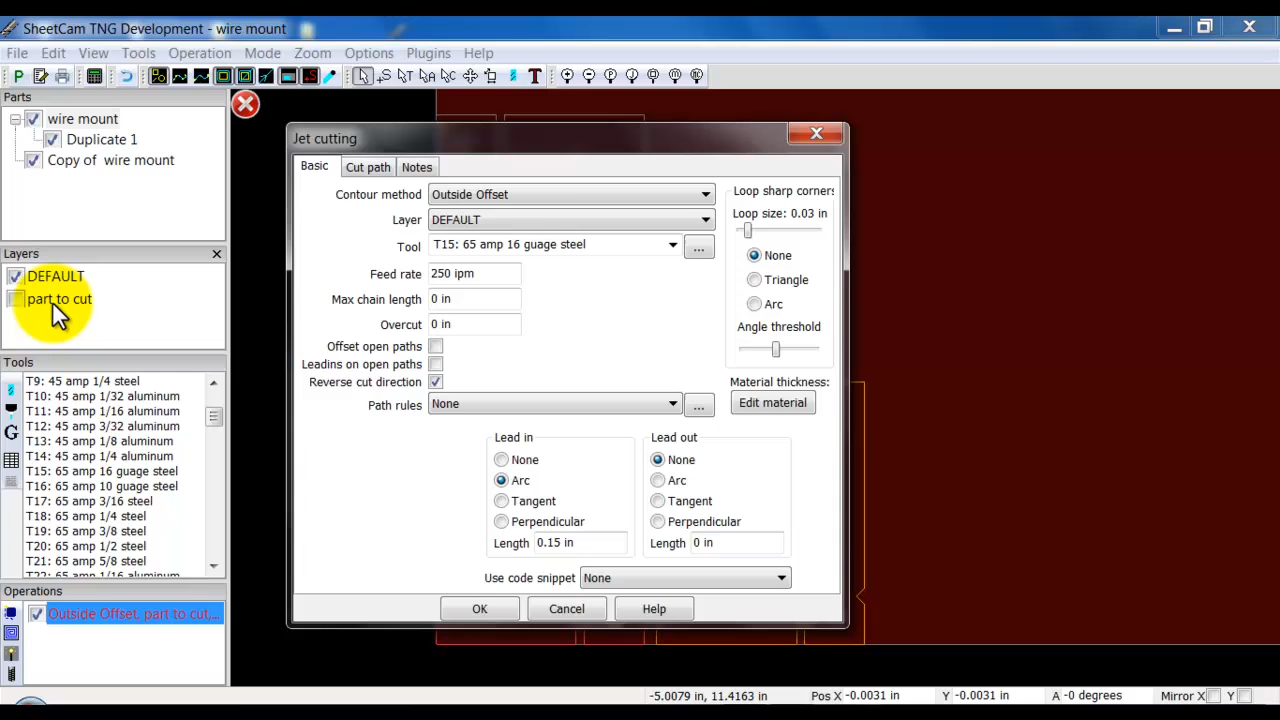 SheetCam TNG Development - wire mount
File Edit View Tools Operation Mode Zoom Options Plugins Help
Parts
wire mount
Duplicate 1
Copy of wire mount
Layers
DEFAULT
part to cut
Tools
T9: 45 amp 1/4 steel
T10: 45 amp 1/32 aluminum
T11: 45 amp 1/16 aluminum
T12: 45 amp 3/32 aluminum
T13: 45 amp 1/8 aluminum
T14: 45 amp 1/4 aluminum
T15: 65 amp 16 guage steel
T16: 65 amp 10 guage steel
T17: 65 amp 3/16 steel
T18: 65 amp 1/4 steel
T19: 65 amp 3/8 steel
T20: 65 amp 1/2 steel
T21: 65 amp 5/8 steel
T22: 65 amp 1/16 aluminum
Operations
Outside Offset, part to cut,...
Jet cutting
Basic Cut path Notes
Contour method Outside Offset
Layer DEFAULT
Tool T15: 65 amp 16 guage steel ...
Feed rate 250 ipm
Max chain length 0 in
Overcut 0 in
Offset open paths
Leadins on open paths
Reverse cut direction
Path rules None ...
Loop sharp corners
Loop size: 0.03 in
None
Triangle
Arc
Angle threshold
Material thickness:
Edit material
Lead in
None
Arc
Tangent
Perpendicular
Length 0.15 in
Lead out
None
Arc
Tangent
Perpendicular
Length 0 in
Use code snippet None
OK Cancel Help
-5.0079 in, 11.4163 in Pos X -0.0031 in Y -0.0031 in A -0 degrees Mirror X Y